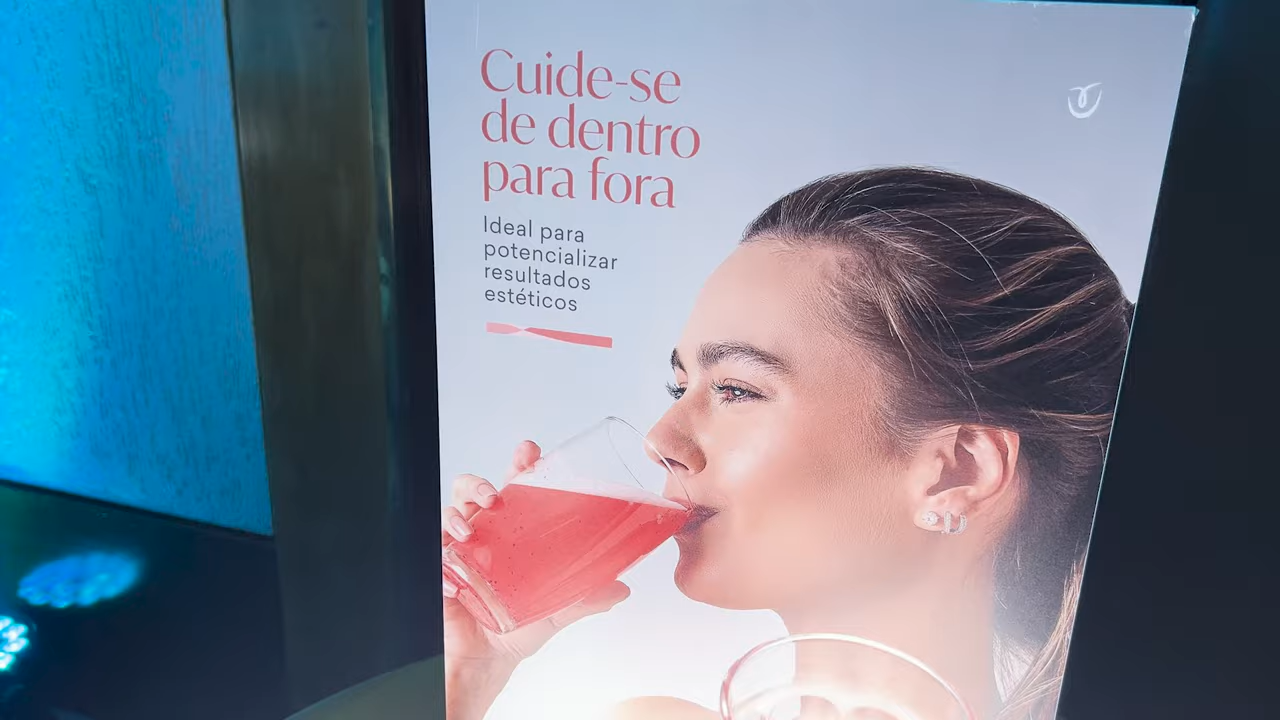 Cuide-se
de dentro
para fora
Ideal para
potencializar
resultados
estéticos